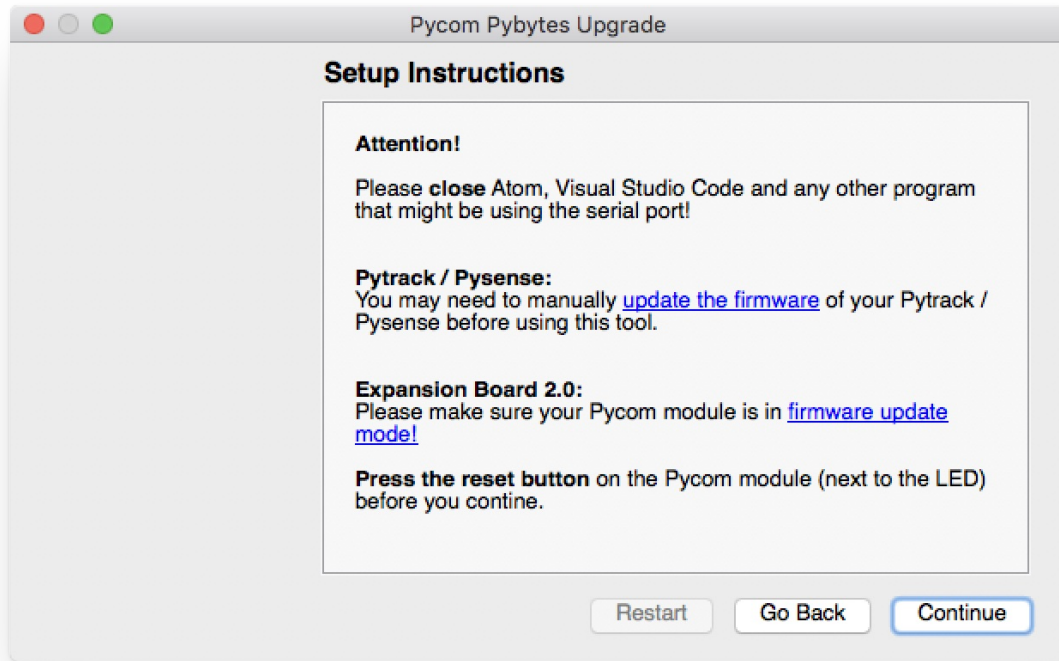 Pycom Pybytes Upgrade
Setup Instructions
Attention!
Please close Atom, Visual Studio Code and any other program
that might be using the serial port!
Pytrack / Pysense:
You may need to manually update the firmware of your Pytrack /
Pysense before using this tool.
Expansion Board 2.0:
Please make sure your Pycom module is in firmware update
mode!
Press the reset button on the Pycom module (next to the LED)
before you contine.
Restart
Go Back
Continue